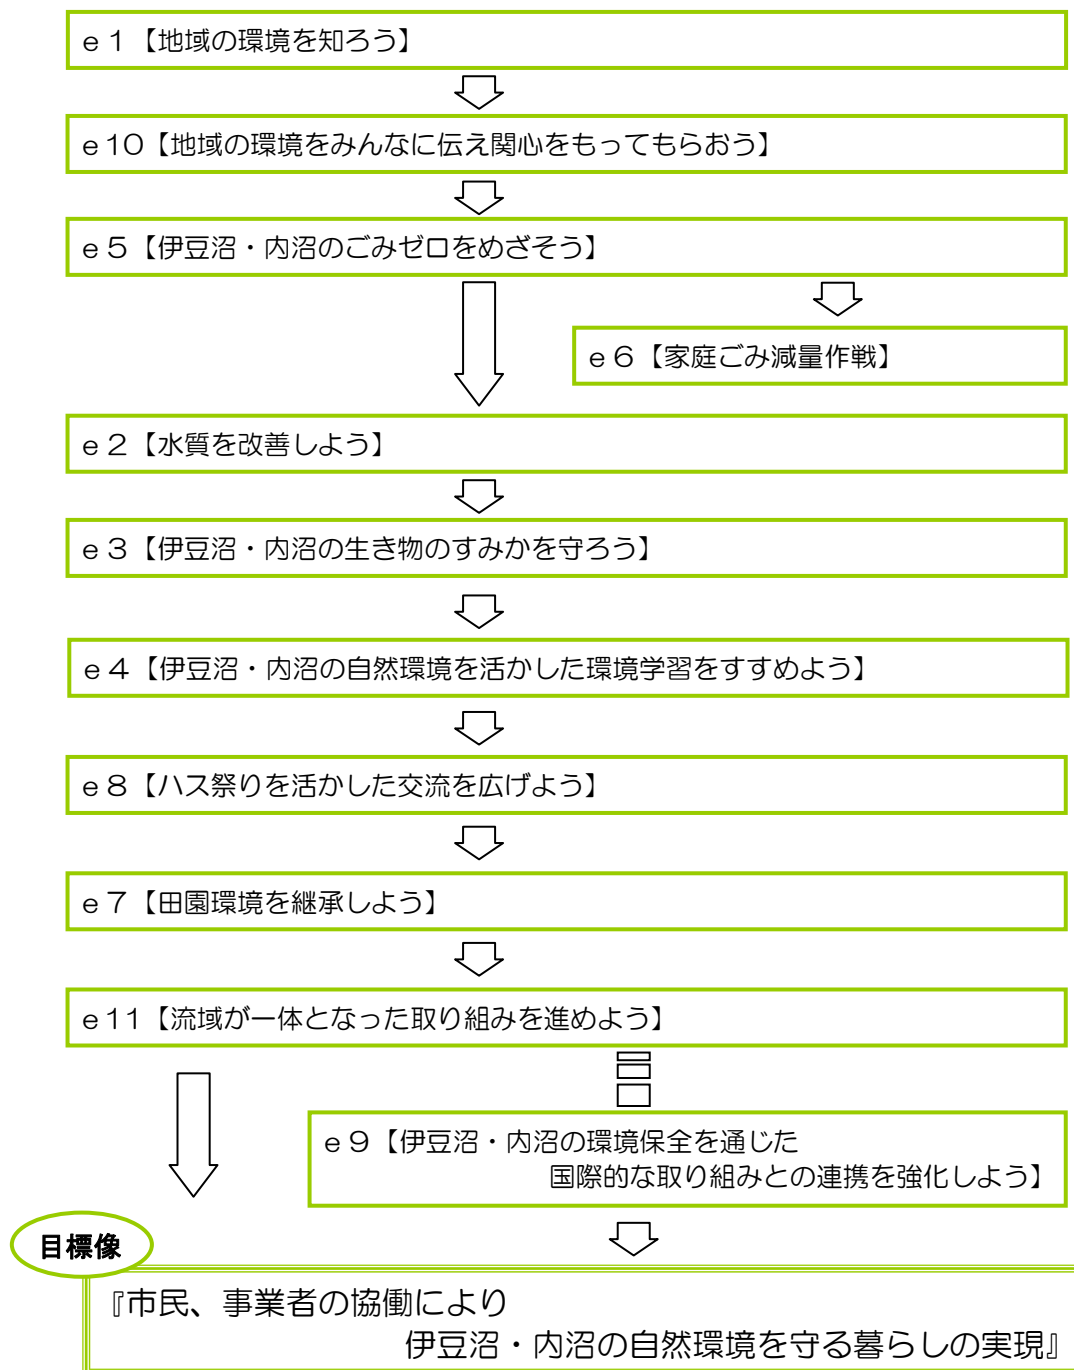 e1【地域の環境を知ろう】
e10【地域の環境をみんなに伝え関心をもってもらおう】
e5【伊豆沼・内沼のごみゼロをめざそう】
e6【家庭ごみ減量作戦】
e2【水質を改善しよう】
e3【伊豆沼・内沼の生き物のすみかを守ろう】
e4【伊豆沼・内沼の自然環境を活かした環境学習をすすめよう】
e8【ハス祭りを活かした交流を広げよう】
e7【田園環境を継承しよう】
e11【流域が一体となった取り組みを進めよう】
e9【伊豆沼・内沼の環境保全を通じた
国際的な取り組みとの連携を強化しよう】
目標像
『市民、事業者の協働により
伊豆沼・内沼の自然環境を守る暮らしの実現』